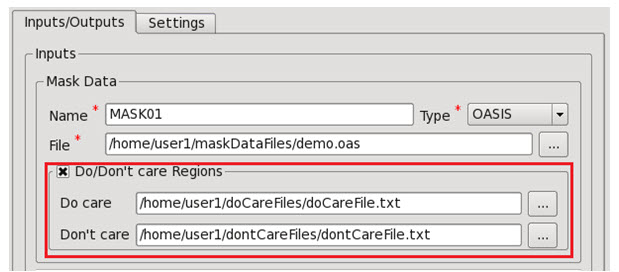 Inputs/Outputs Settings
Inputs
Mask Data
Name * MASK01 Type * OASIS
File * /home/user1/maskDataFiles/demo.oas ...
Do/Don't care Regions
Do care /home/user1/doCareFiles/doCareFile.txt ...
Don't care /home/user1/dontCareFiles/dontCareFile.txt ...